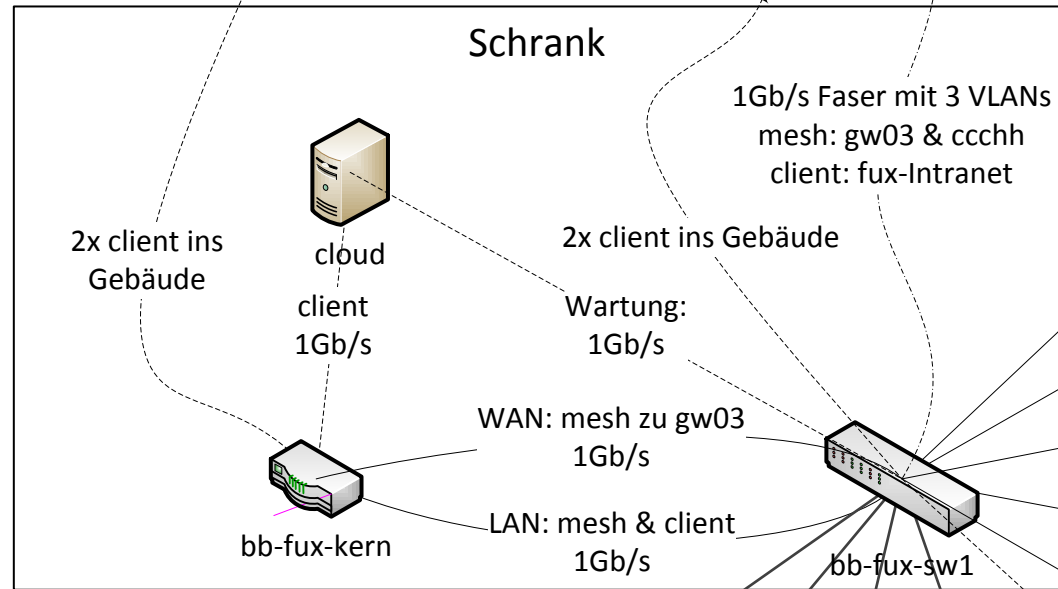 Schrank
1Gb/s Faser mit 3 VLANs
mesh: gw03 & ccchh
client: fux-Intranet
2x client ins
Gebäude
cloud
2x client ins Gebäude
client
1Gb/s
Wartung:
1Gb/s
WAN: mesh zu gw03
1Gb/s
LAN: mesh & client
1Gb/s
bb-fux-kern
bb-fux-sw1